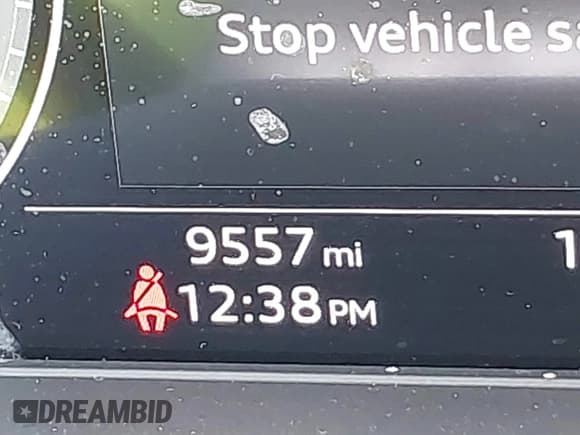 Stop vehicle
9557 mi
12:38 PM
DREAMBID